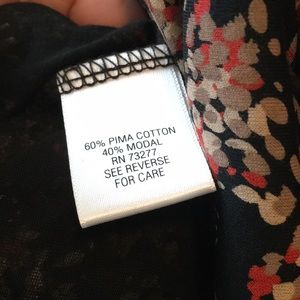 60% PIMA COTTON
40% MODAL
RN 73277
SEE REVERSE
FOR CARE